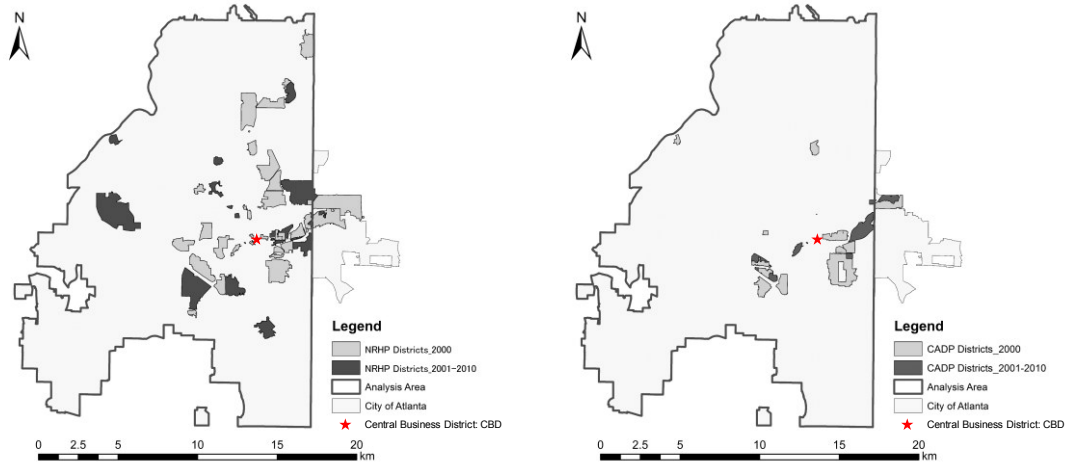 N
Legend
NRHP Districts_2000
NRHP Districts_2001-2010
Analysis Area
City of Atlanta
Central Business District: CBD
0 2.5 5 10 15 20
km
N
Legend
CADP Districts_2000
CADP Districts_2001-2010
Analysis Area
City of Atlanta
Central Business District: CBD
0 2.5 5 10 15 20
km